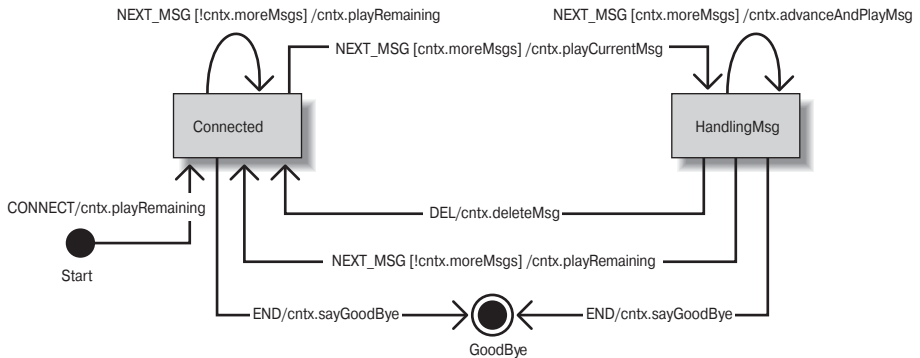 NEXT_MSG [!cntx.moreMsgs] /cntx.playRemaining
NEXT_MSG [cntx.moreMsgs] /cntx.advanceAndPlayMsg
NEXT_MSG [cntx.moreMsgs] /cntx.playCurrentMsg
Connected
HandlingMsg
CONNECT/cntx.playRemaining
DEL/cntx.deleteMsg
Start
NEXT_MSG [!cntx.moreMsgs] /cntx.playRemaining
END/cntx.sayGoodBye
END/cntx.sayGoodBye
GoodBye